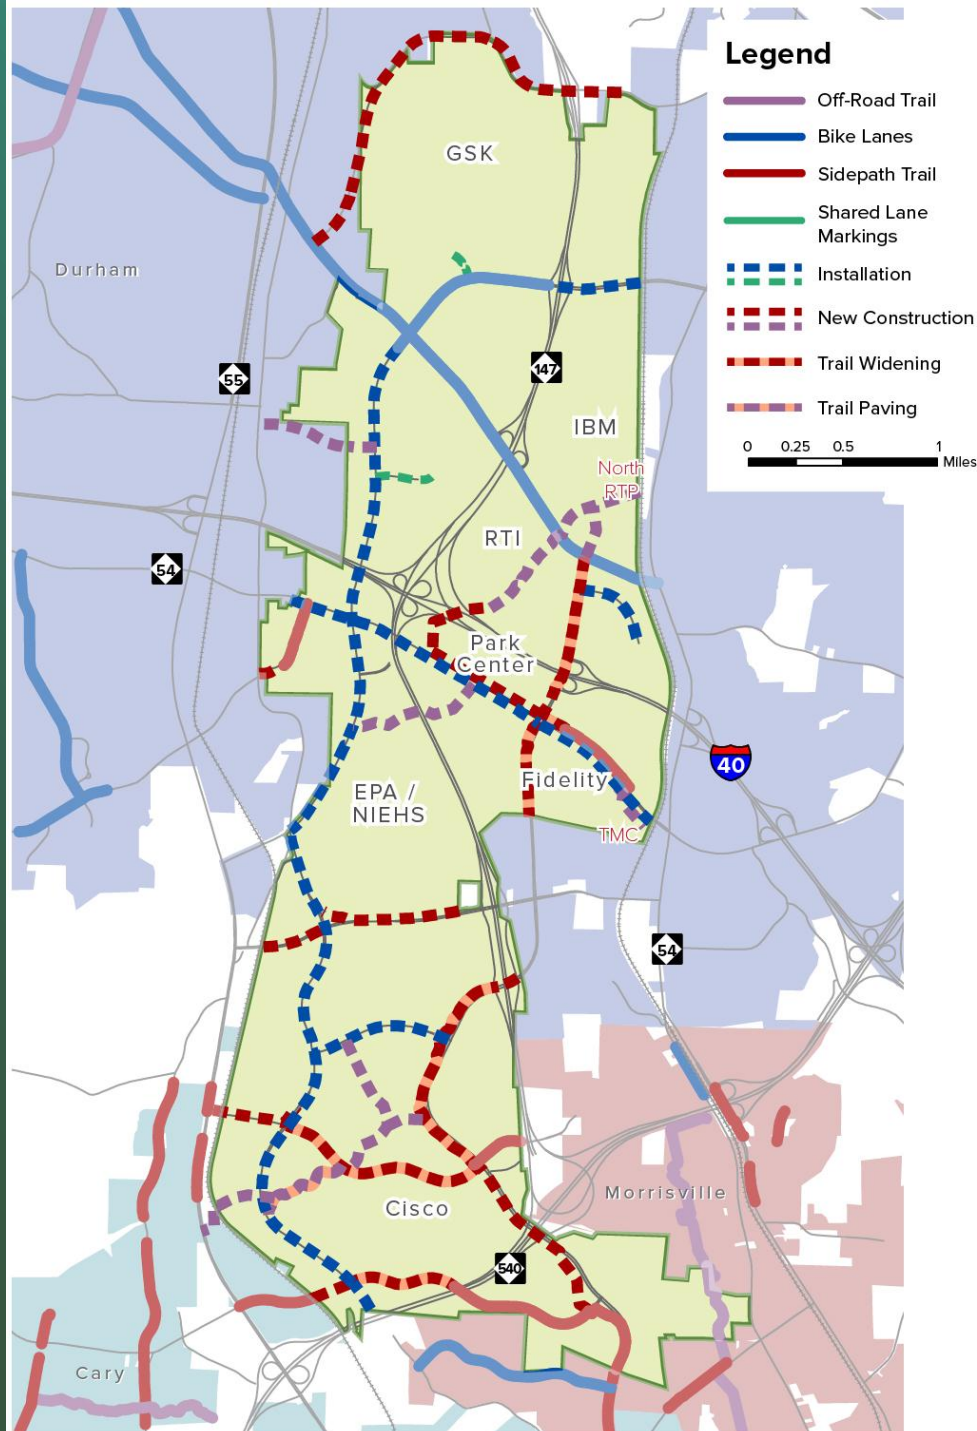 Legend
Off-Road Trail
Bike Lanes
Sidepath Trail
Shared Lane
Markings
Installation
New Construction
Trail Widening
Trail Paving
0 0.25 0.5 1
Miles
GSK
Durham
55
147
IBM
North
RTP
RTI
54
Park
Center
40
Fidelity
EPA /
NIEHS
TMC
54
Morrisville
Cisco
540
Cary